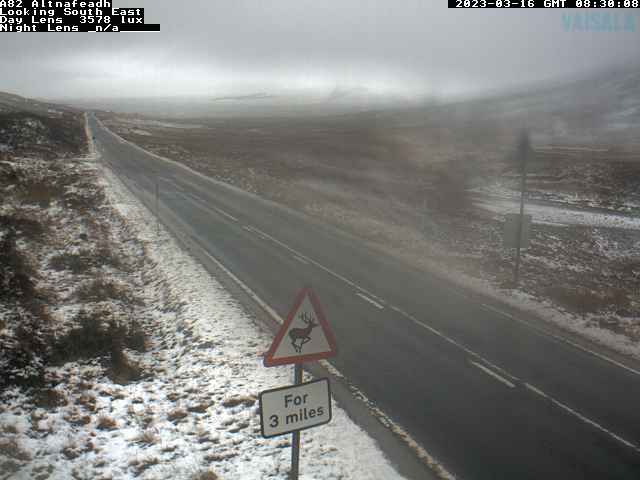 A82 Altnafeadh
Looking South East
Day Lens 3578 lux
Night Lens n/a
2023-03-16 GMT 08:30:08
VAISALA
For
3 miles